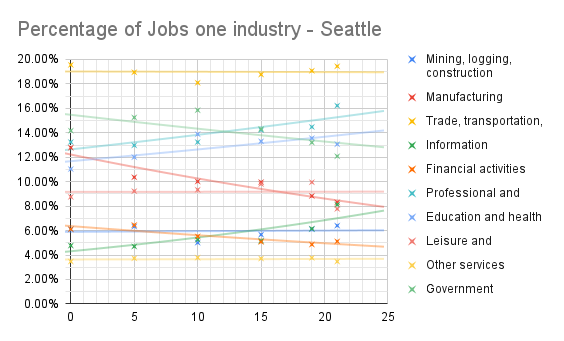 Percentage of Jobs one industry - Seattle
20.00%
18.00%
16.00%
14.00%
12.00%
10.00%
8.00%
6.00%
4.00%
2.00%
0.00%
0 5 10 15 20 25
Mining, logging,
construction
Manufacturing
Trade, transportation,
Information
Financial activities
Professional and
Education and health
Leisure and
Other services
Government